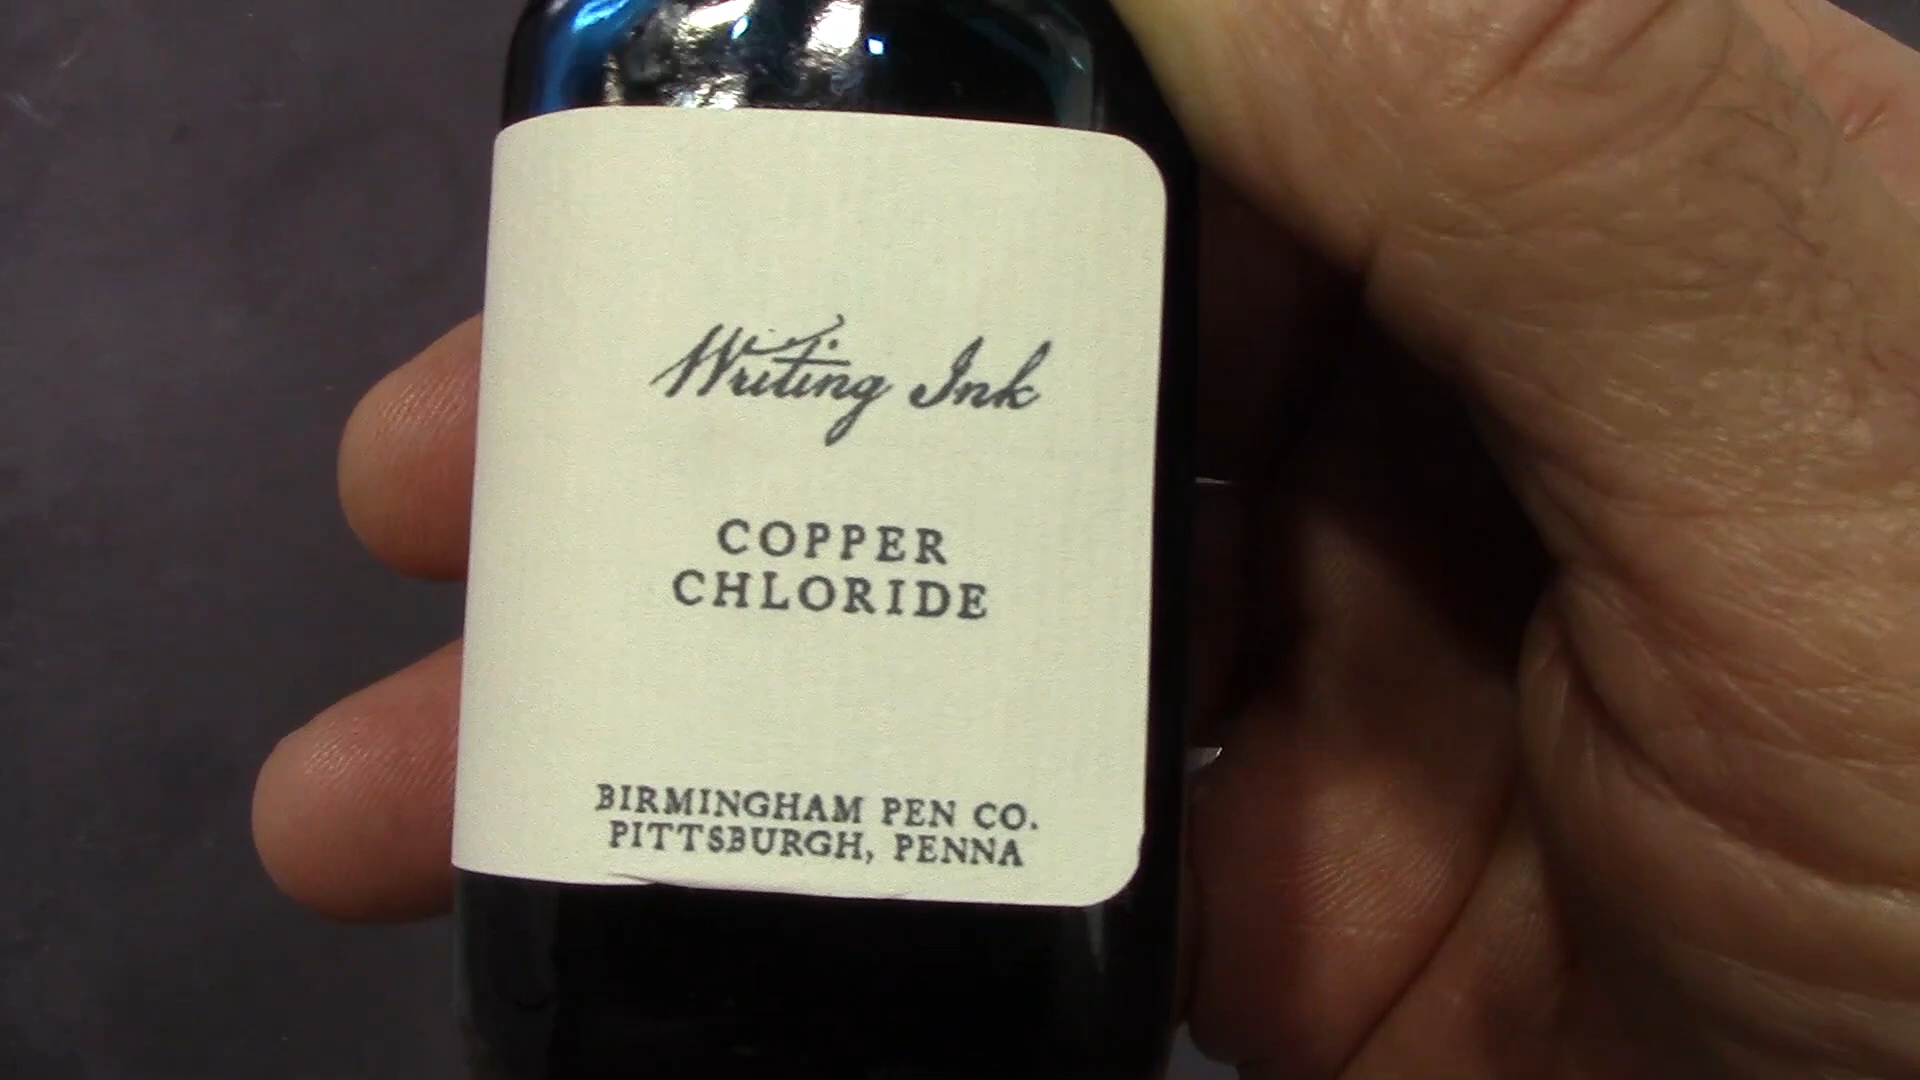 Writing Ink
COPPER
CHLORIDE
BIRMINGHAM PEN CO.
PITTSBURGH, PENNA